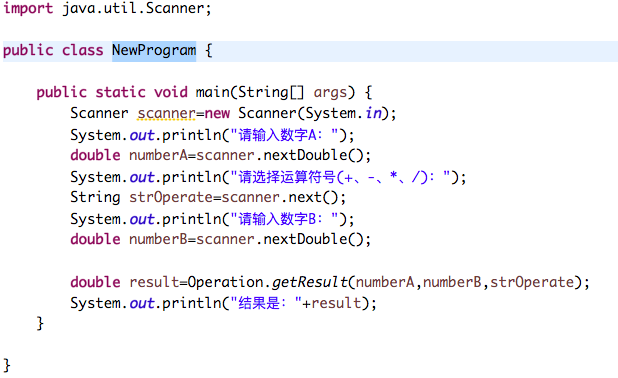 import java.util.Scanner;
public class NewProgram {
public static void main(String[] args) {
Scanner scanner=new Scanner(System.in);
System.out.println("请输入数字A：");
double numberA=scanner.nextDouble();
System.out.println("请选择运算符号(+、-、*、/)：");
String strOperate=scanner.next();
System.out.println("请输入数字B：");
double numberB=scanner.nextDouble();
double result=Operation.getResult(numberA,numberB,strOperate);
System.out.println("结果是："+result);
}
}